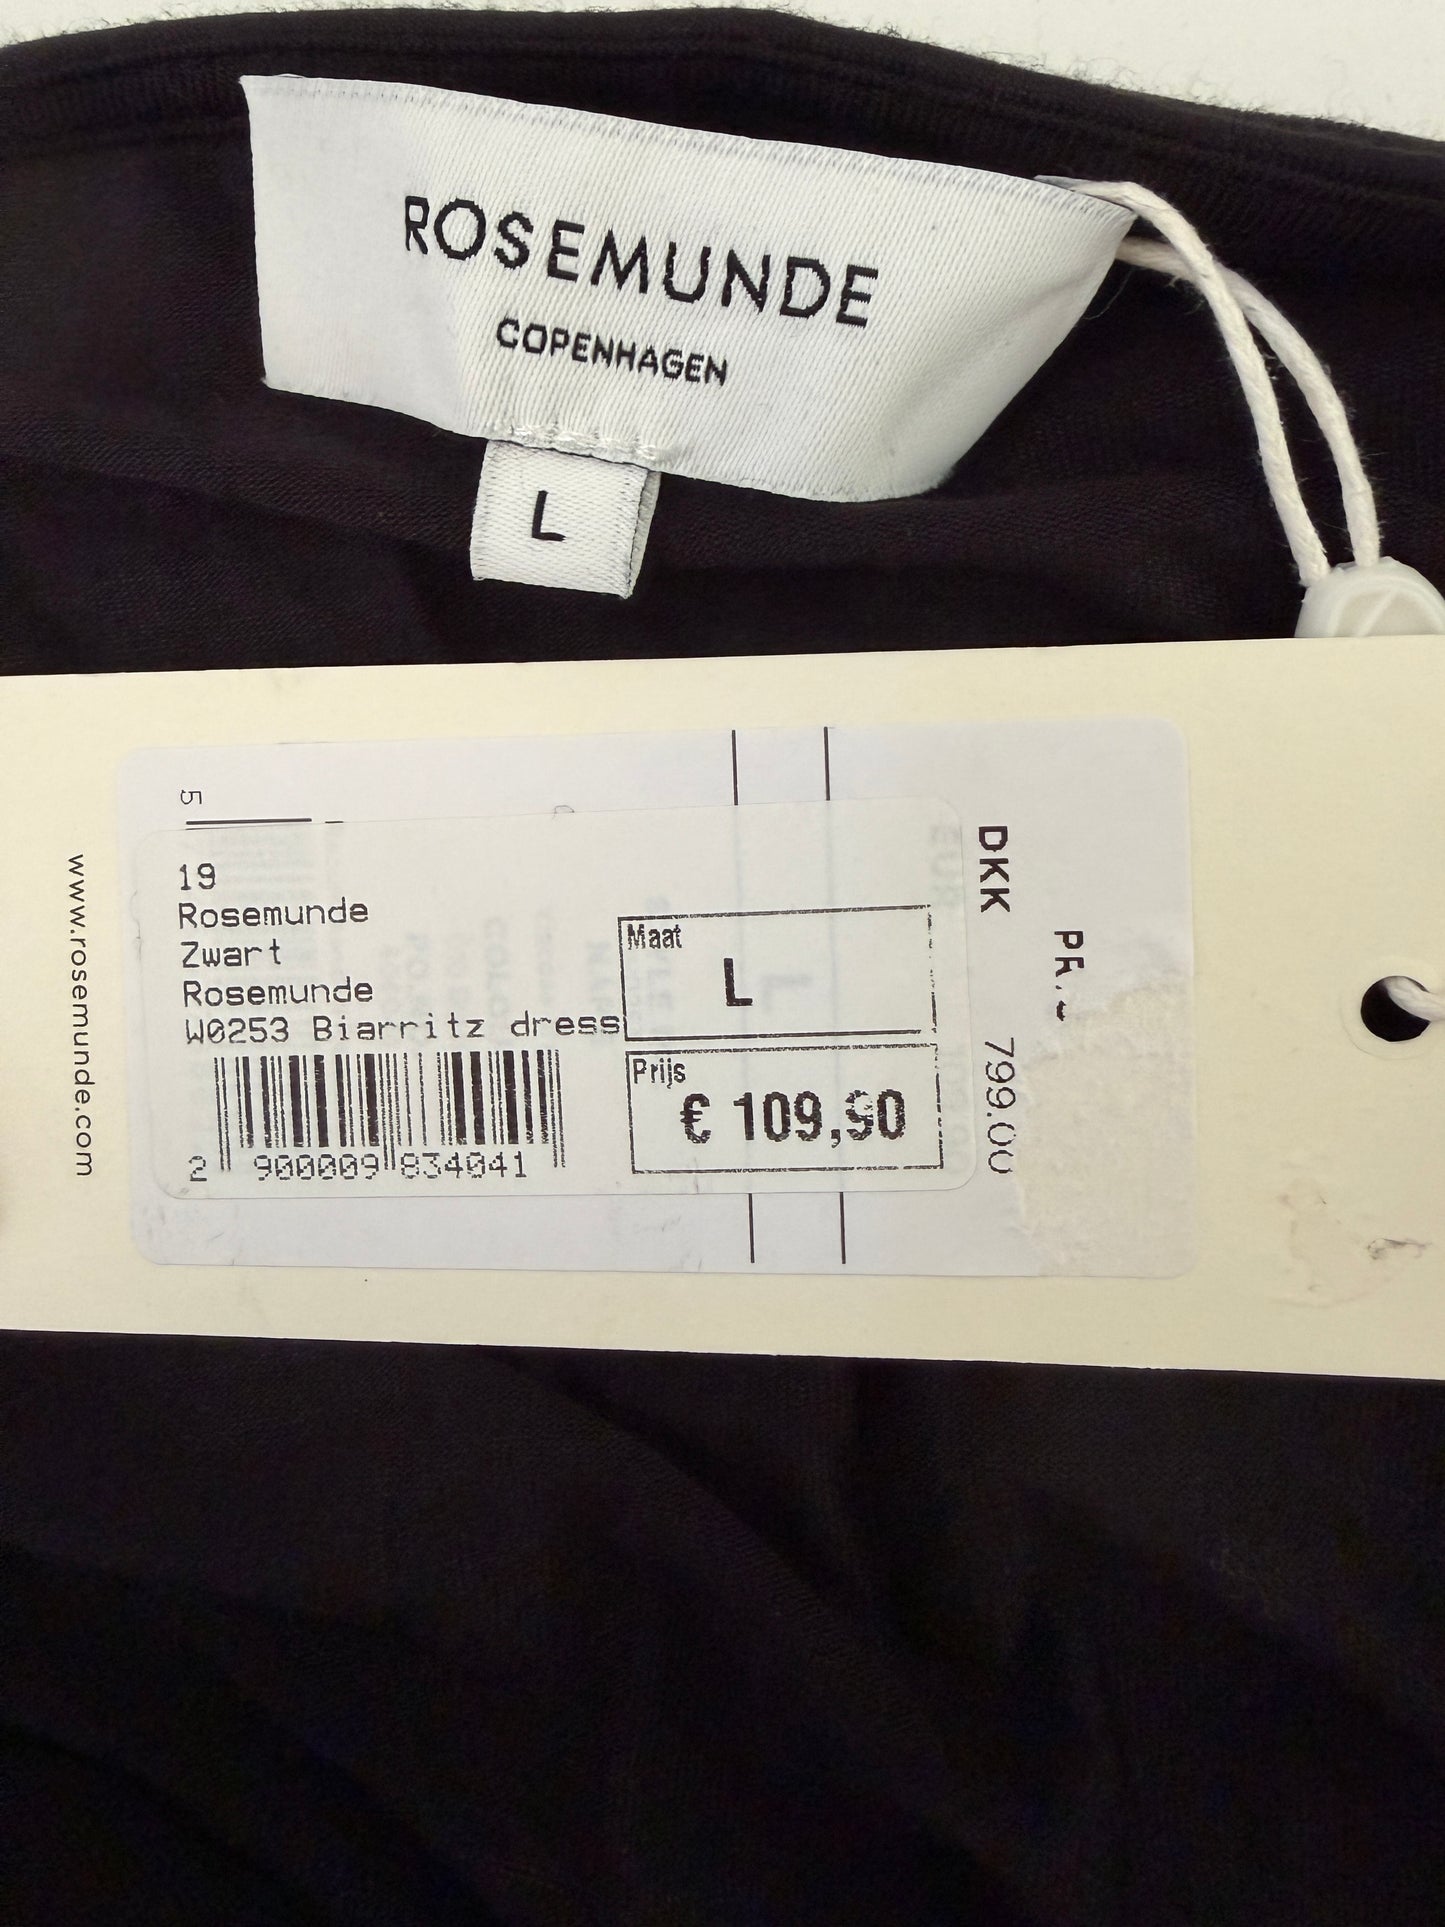 ROSEMUNDE
COPENHAGEN
L
www.rosemunde.com
5
19
Rosemunde
Zwart
Rosemunde
W0253 Biarritz dress
2 900009 834041
Maat
L
Prijs
€ 109,90
DKK 799.00